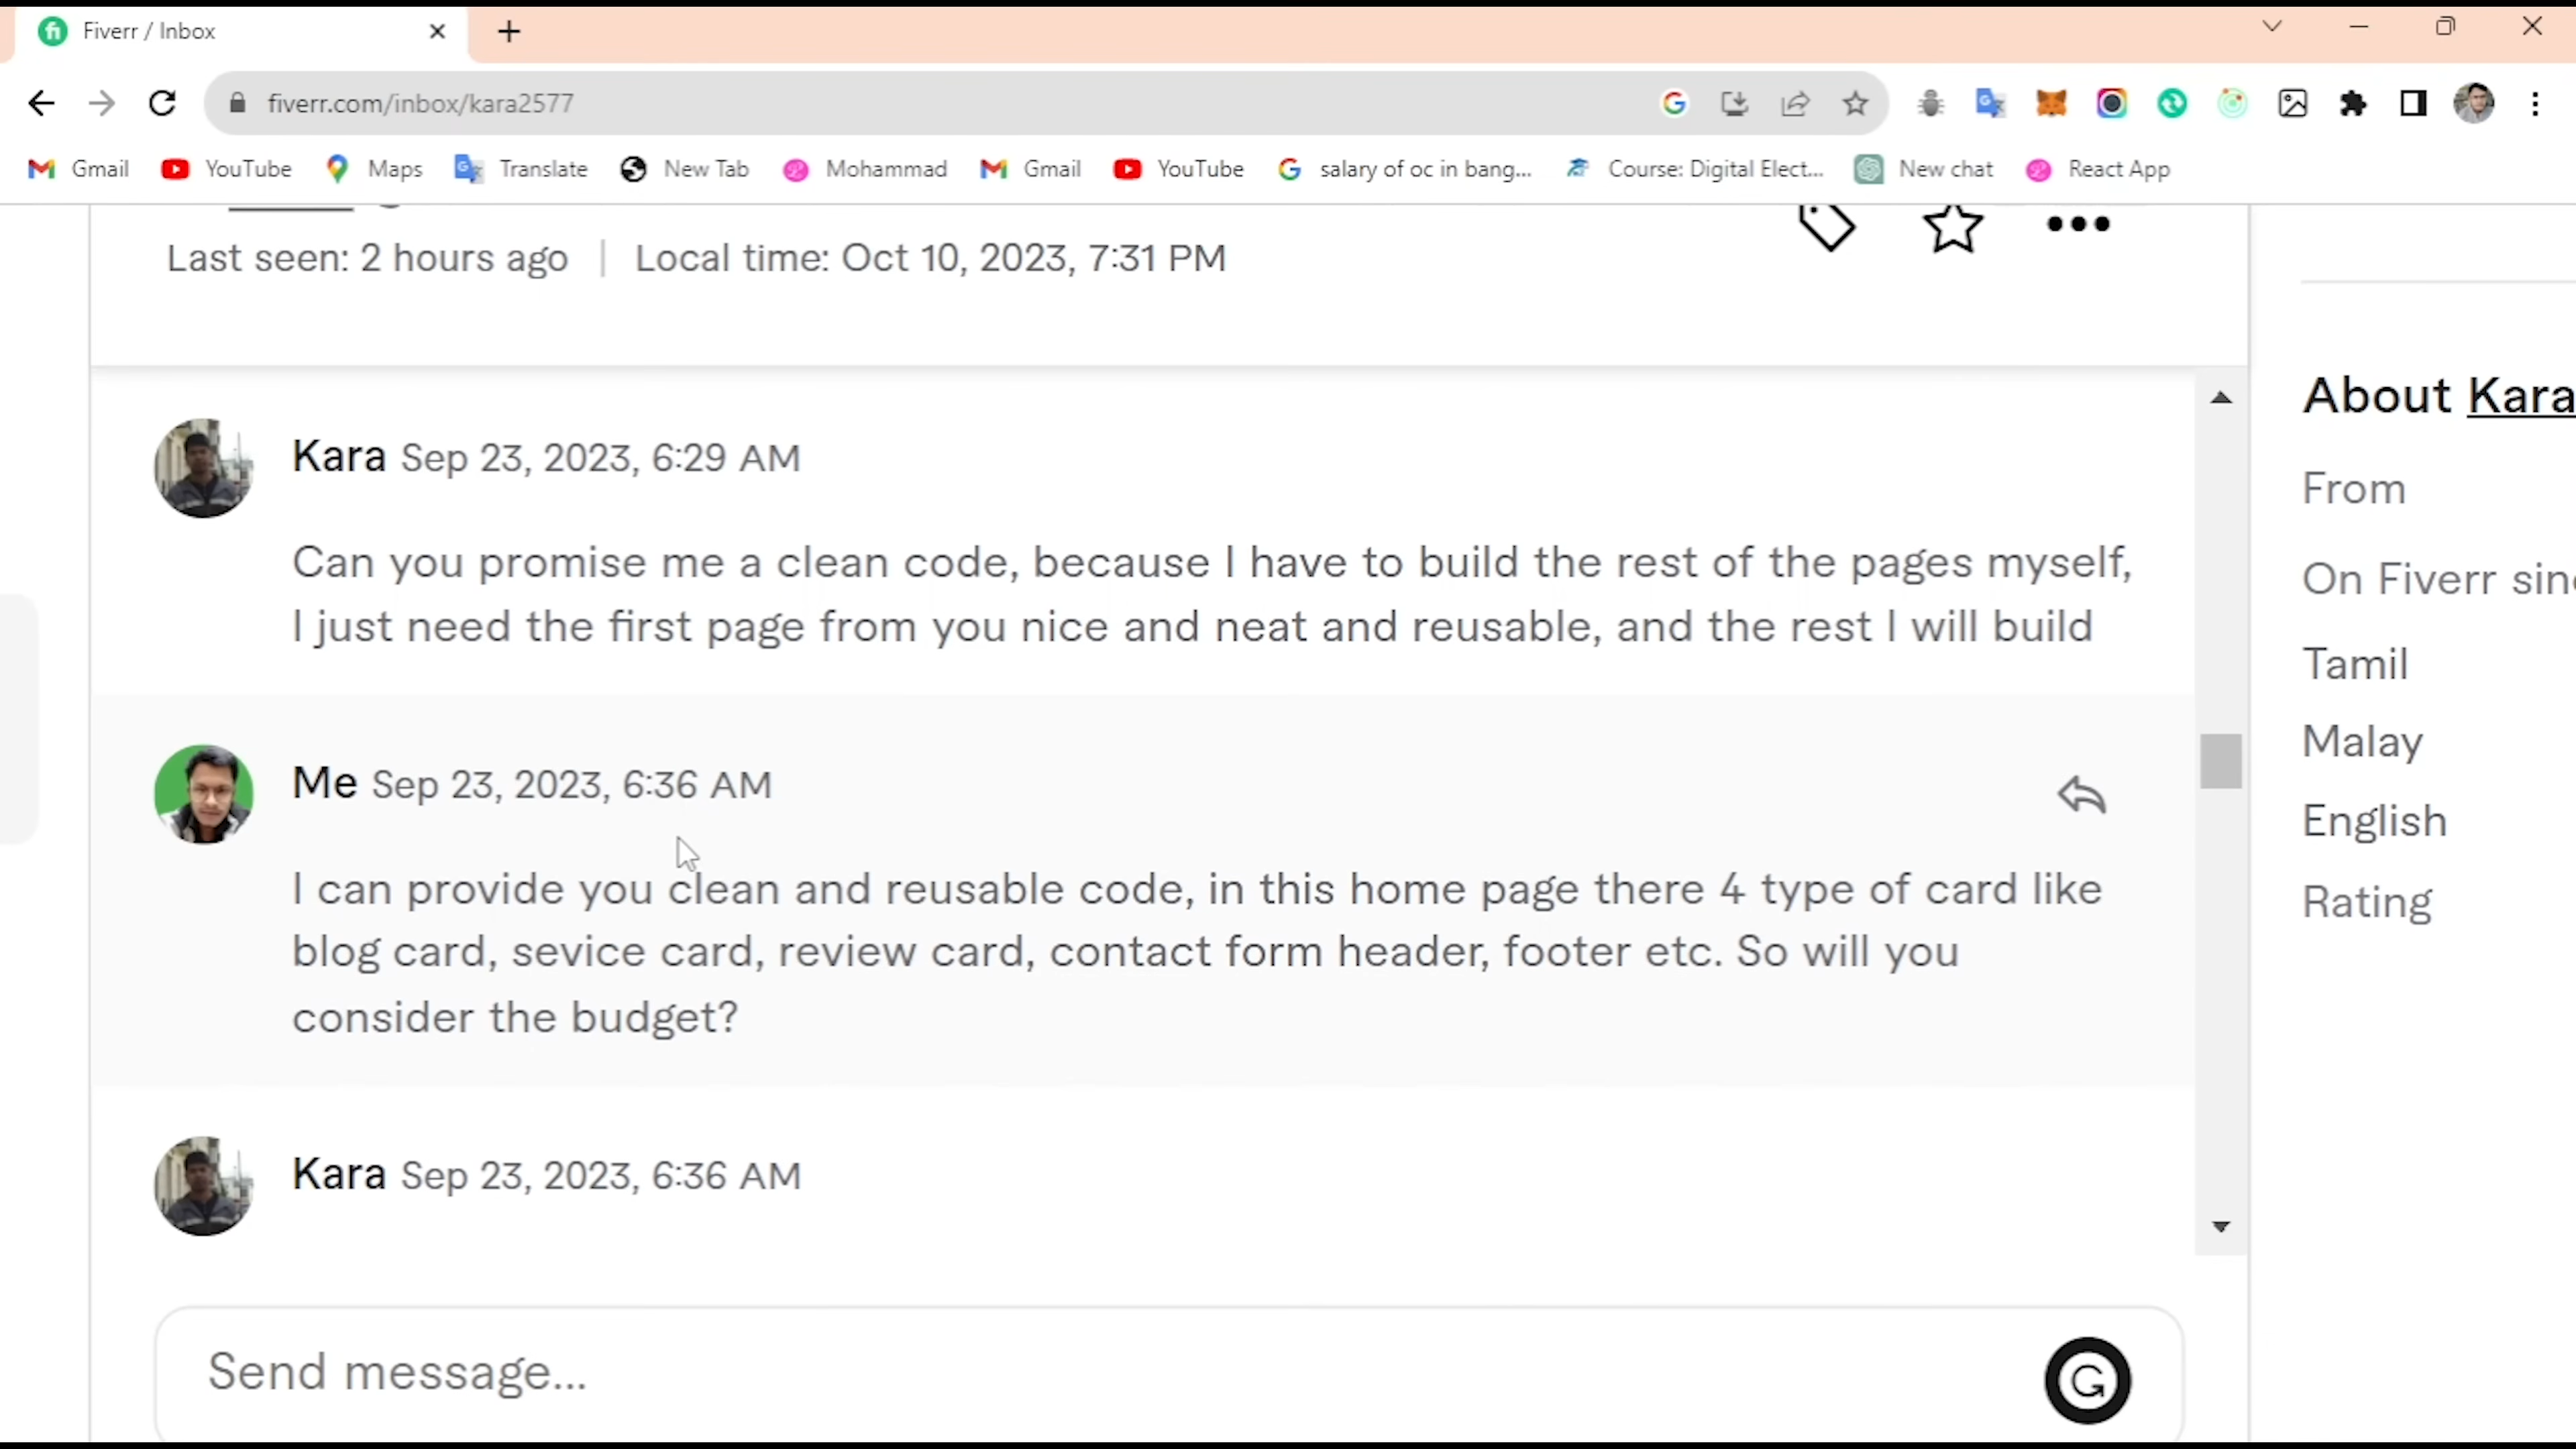 Fiverr / Inbox
fiverr.com/inbox/kara2577
Gmail YouTube Maps Translate New Tab Mohammad Gmail YouTube salary of oc in bang... Course: Digital Elect... New chat React App
Last seen: 2 hours ago | Local time: Oct 10, 2023, 7:31 PM
Kara Sep 23, 2023, 6:29 AM
Can you promise me a clean code, because I have to build the rest of the pages myself,
I just need the first page from you nice and neat and reusable, and the rest I will build
Me Sep 23, 2023, 6:36 AM
I can provide you clean and reusable code, in this home page there 4 type of card like
blog card, sevice card, review card, contact form header, footer etc. So will you
consider the budget?
Kara Sep 23, 2023, 6:36 AM
Send message...
About Kara
From
On Fiverr sinc
Tamil
Malay
English
Rating